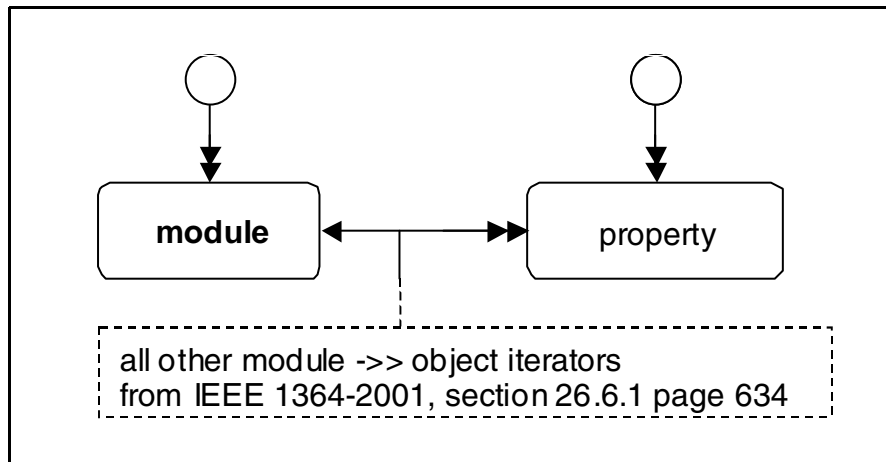 module
property
all other module ->> object iterators
from IEEE 1364-2001, section 26.6.1 page 634